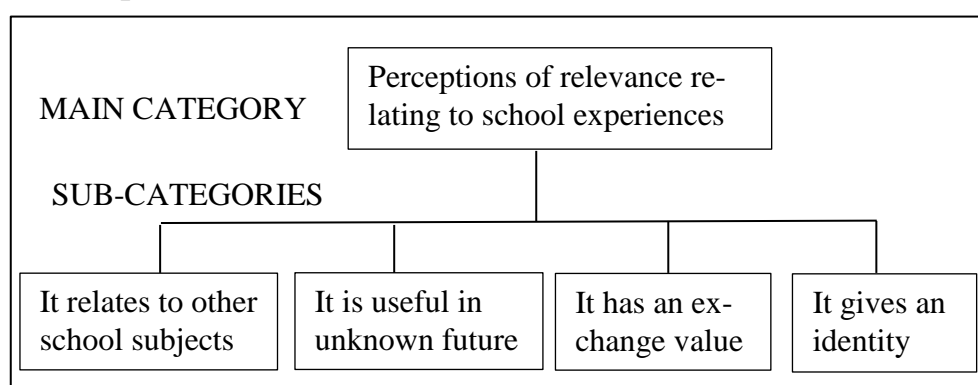 Perceptions of relevance re-
lating to school experiences
MAIN CATEGORY
SUB-CATEGORIES
It relates to other
school subjects
It is useful in
unknown future
It has an ex-
change value
It gives an
identity